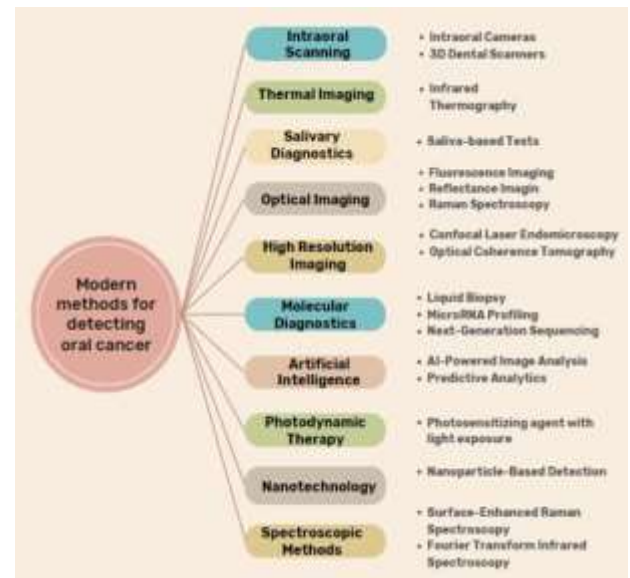 Modern
methods for
detecting
oral cancer
Intraoral
Scanning
• Intraoral Cameras
• 3D Dental Scanners
Thermal Imaging
• Infrared
Thermography
Salivary
Diagnostics
• Saliva-based Tests
Optical Imaging
• Fluorescence Imaging
• Reflectance Imagin
• Raman Spectroscopy
High Resolution
Imaging
• Confocal Laser Endomicroscopy
• Optical Coherence Tomography
Molecular
Diagnostics
• Liquid Biopsy
• MicroRNA Profiling
• Next-Generation Sequencing
Artificial
Intelligence
• AI-Powered Image Analysis
• Predictive Analytics
Photodynamic
Therapy
• Photosensitizing agent with
light exposure
Nanotechnology
• Nanoparticle-Based Detection
Spectroscopic
Methods
• Surface-Enhanced Raman
Spectroscopy
• Fourier Transform Infrared
Spectroscopy